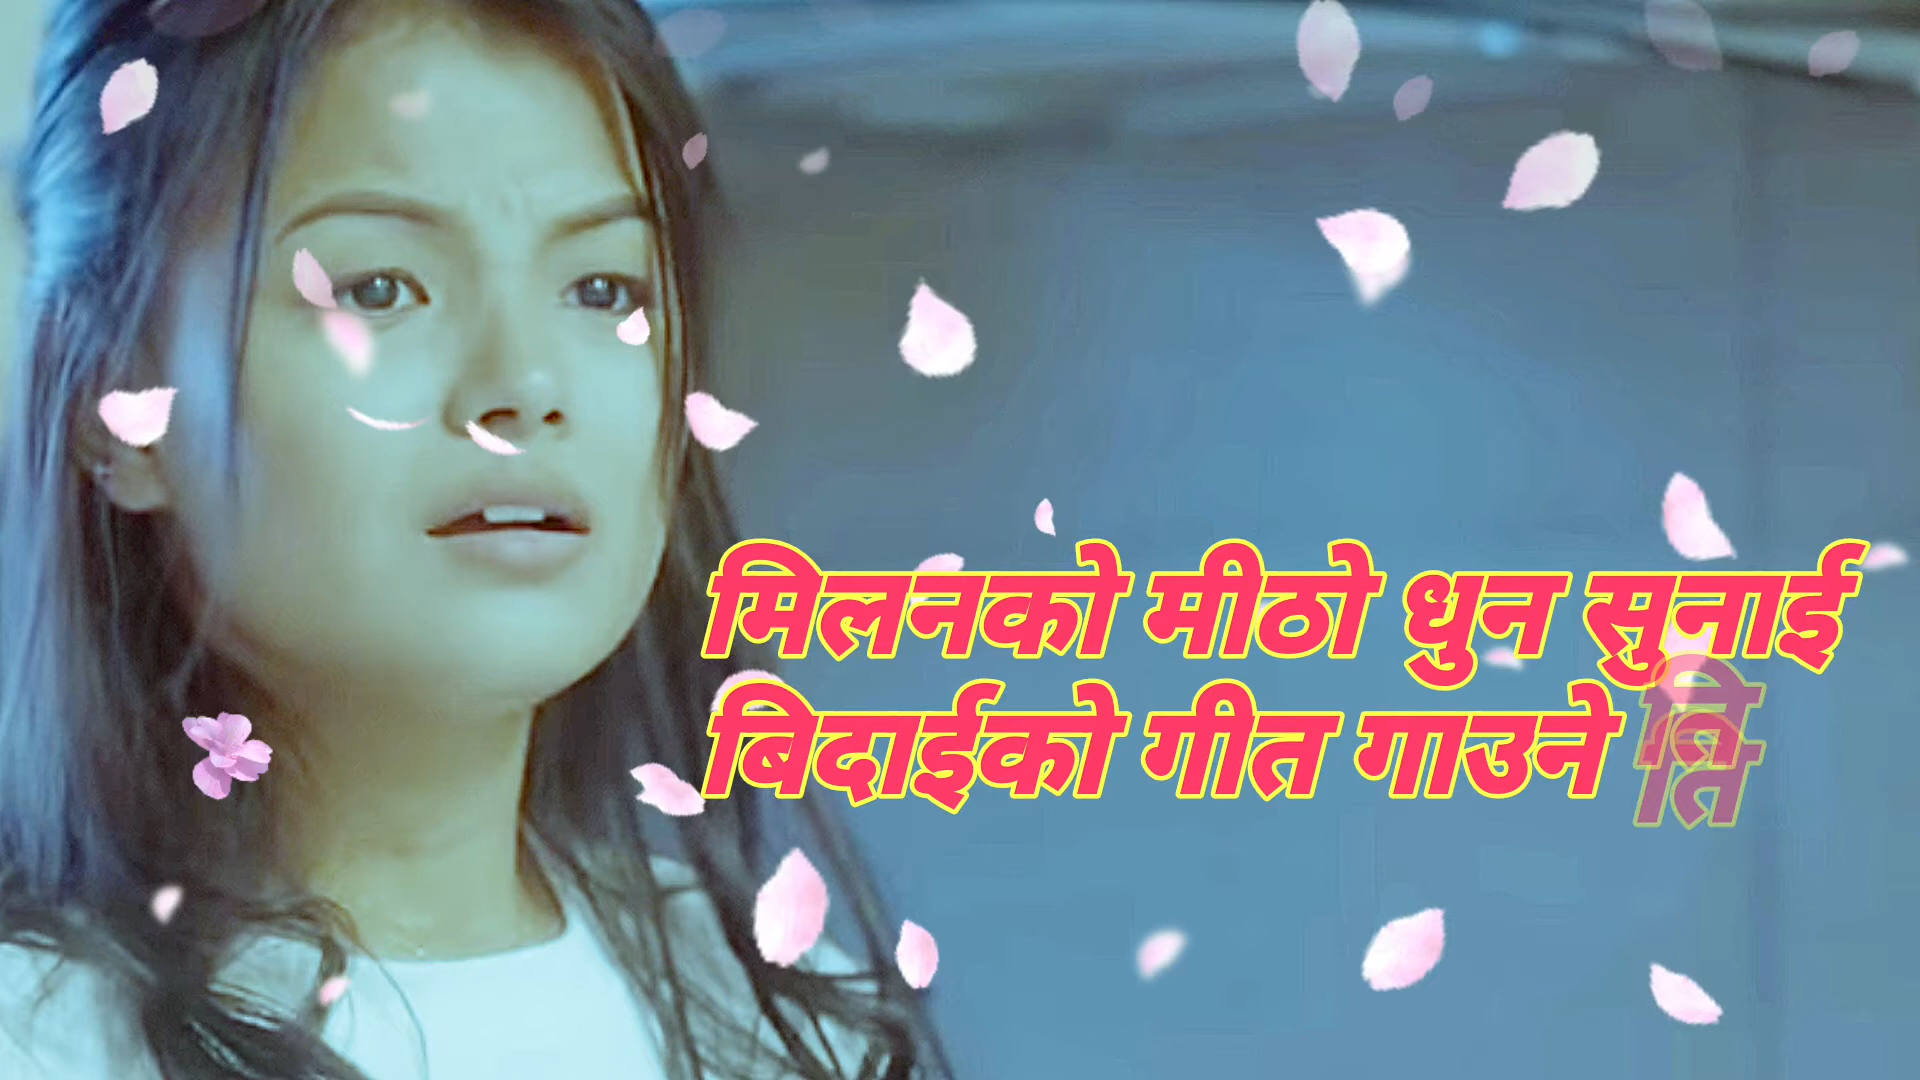 मिलनको मीठो धुन सुनाई
बिदाईको गीत गाउने ति